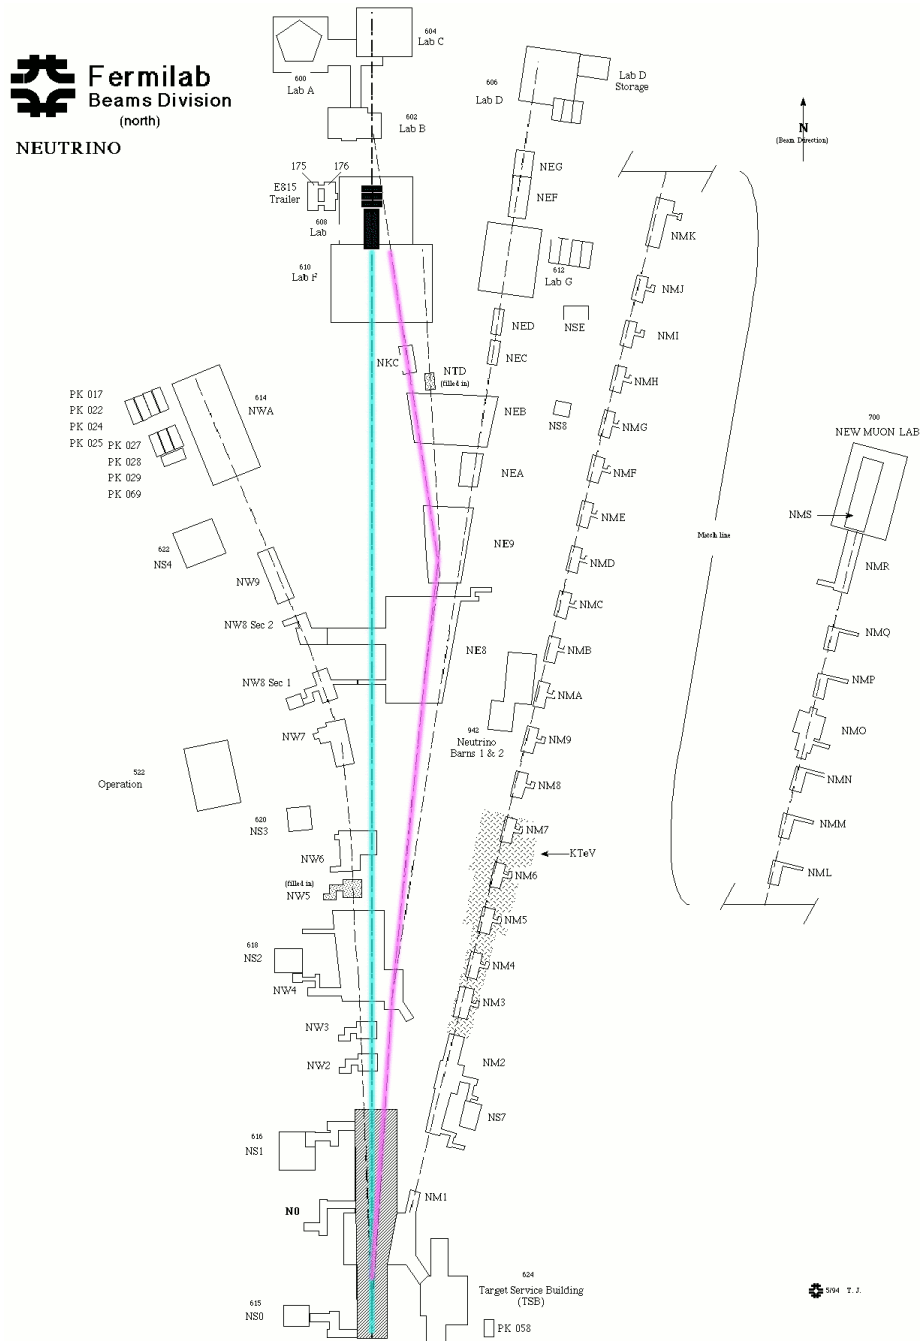 Fermilab
Beams Division
(north)
NEUTRINO
604
Lab C
600
Lab A
602
Lab B
606
Lab D
Lab D
Storage
N
(Beam Direction)
175
176
E815
Trailer
608
Lab
610
Lab F
NEG
NEF
612
Lab G
NED
NSE
NEC
NKC
NTD
(filled in)
NEB
NS8
NEA
NE9
NE8
NMK
NMJ
NMI
NMH
NMG
NMF
NME
NMD
NMC
NMB
NMA
NM9
NM8
NM7
KTeV
NM6
NM5
NM4
NM3
NM2
NS7
NM1
Match line
700
NEW MUON LAB
NMS
NMR
NMQ
NMP
NMO
NMN
NMM
NML
PK 017
PK 022
PK 024
PK 025
PK 027
PK 028
PK 029
PK 069
614
NWA
622
NS4
NW9
NW8 Sec 2
NW8 Sec 1
NW7
942
Neutrino
Barns 1 & 2
522
Operation
620
NS3
NW6
(filled in)
NW5
618
NS2
NW4
NW3
NW2
616
NS1
N0
615
NS0
624
Target Service Building
(TSB)
PK 058
5/94 T. J.